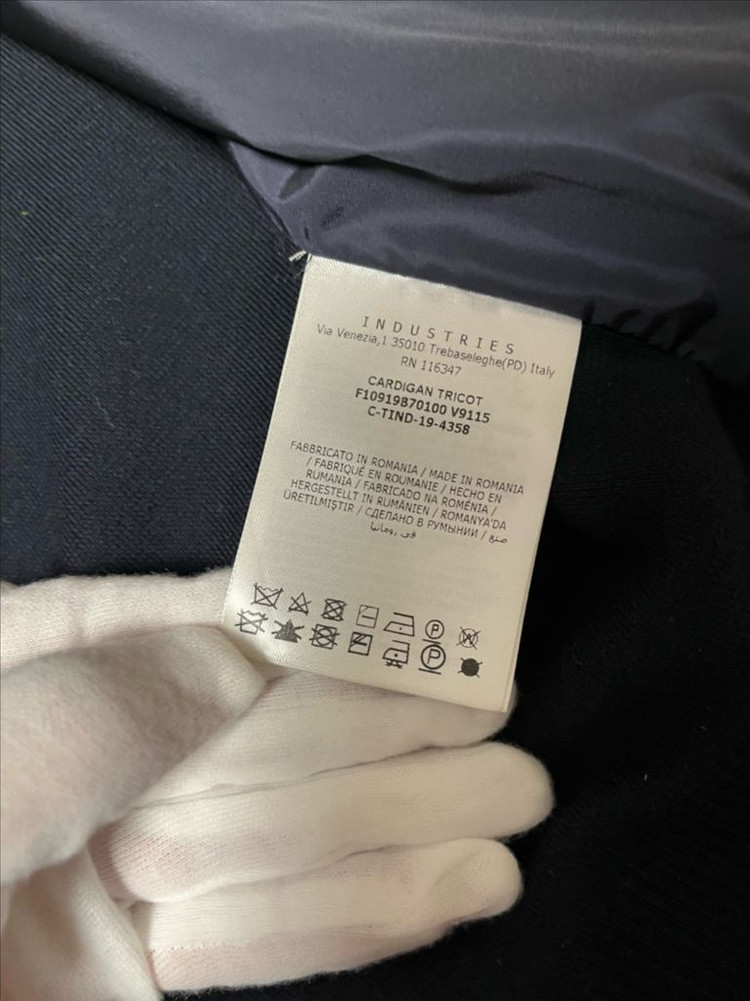 INDUSTRIES
Via Venezia,1 35010 Trebaseleghe(PD) Italy
RN 116347
CARDIGAN TRICOT
F10919B70100 V9115
C-TIND-19-4358
FABBRICATO IN ROMANIA / MADE IN ROMANIA
/ FABRIQUÉ EN ROUMANIE / HECHO EN
RUMANIA / FABRICADO NA ROMÉNIA /
HERGESTELLT IN RUMÄNIEN / ROMANYA'DA
ÜRETILMIŞTIR / СДЕЛАНО В РУМЫНИИ / صنع
في رومانيا
P W
P